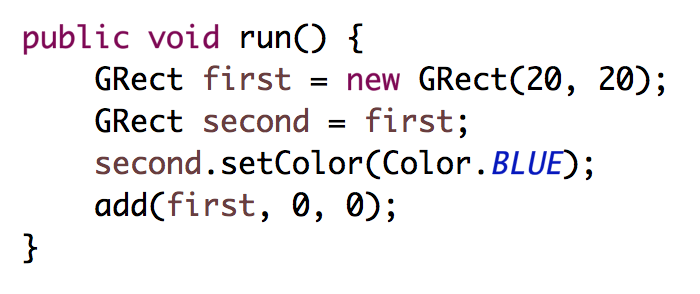 public void run() {
    GRect first = new GRect(20, 20);
    GRect second = first;
    second.setColor(Color.BLUE);
    add(first, 0, 0);
}